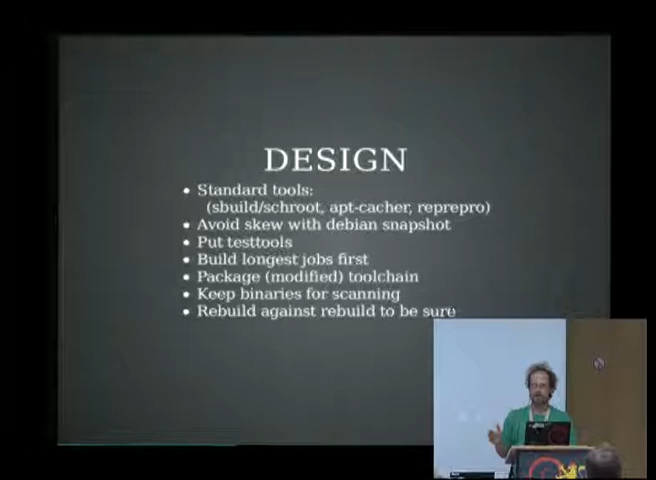 DESIGN
• Standard tools:
(sbuild/schroot, apt-cacher, reprepro)
• Avoid skew with debian snapshot
• Put testtools
• Build longest jobs first
• Package (modified) toolchain
• Keep binaries for scanning
• Rebuild against rebuild to be sure